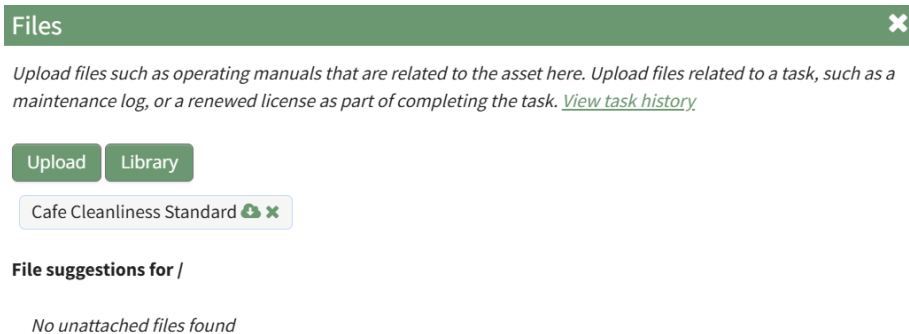 Files
Upload files such as operating manuals that are related to the asset here. Upload files related to a task, such as a
maintenance log, or a renewed license as part of completing the task. View task history
Upload Library
Cafe Cleanliness Standard
File suggestions for /
No unattached files found